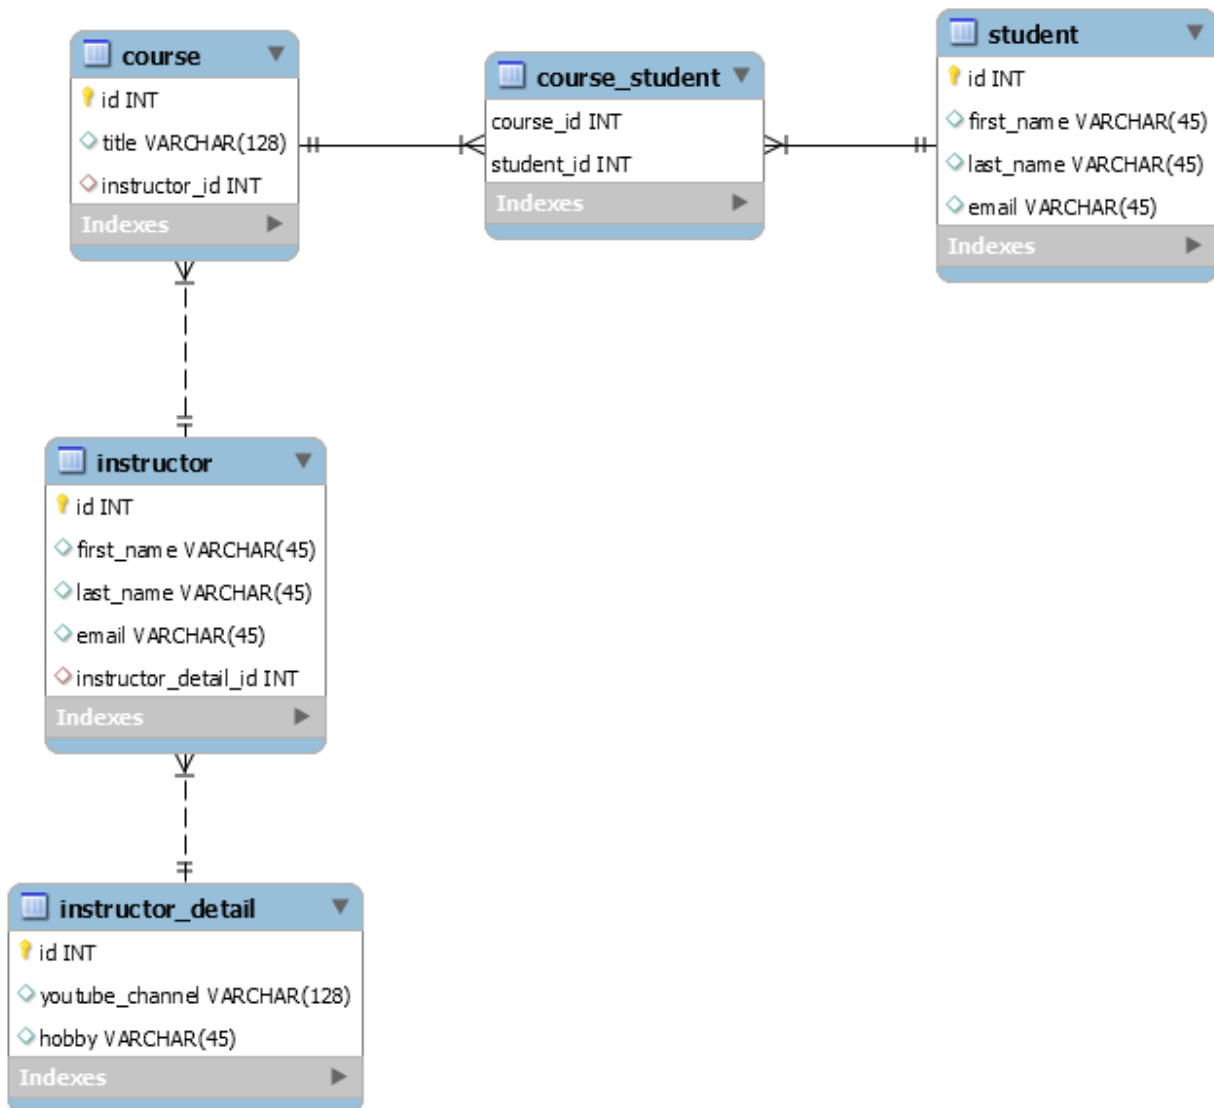 course
id INT
title VARCHAR(128)
instructor_id INT
Indexes
course_student
course_id INT
student_id INT
Indexes
student
id INT
first_name VARCHAR(45)
last_name VARCHAR(45)
email VARCHAR(45)
Indexes
instructor
id INT
first_name VARCHAR(45)
last_name VARCHAR(45)
email VARCHAR(45)
instructor_detail_id INT
Indexes
instructor_detail
id INT
youtube_channel VARCHAR(128)
hobby VARCHAR(45)
Indexes